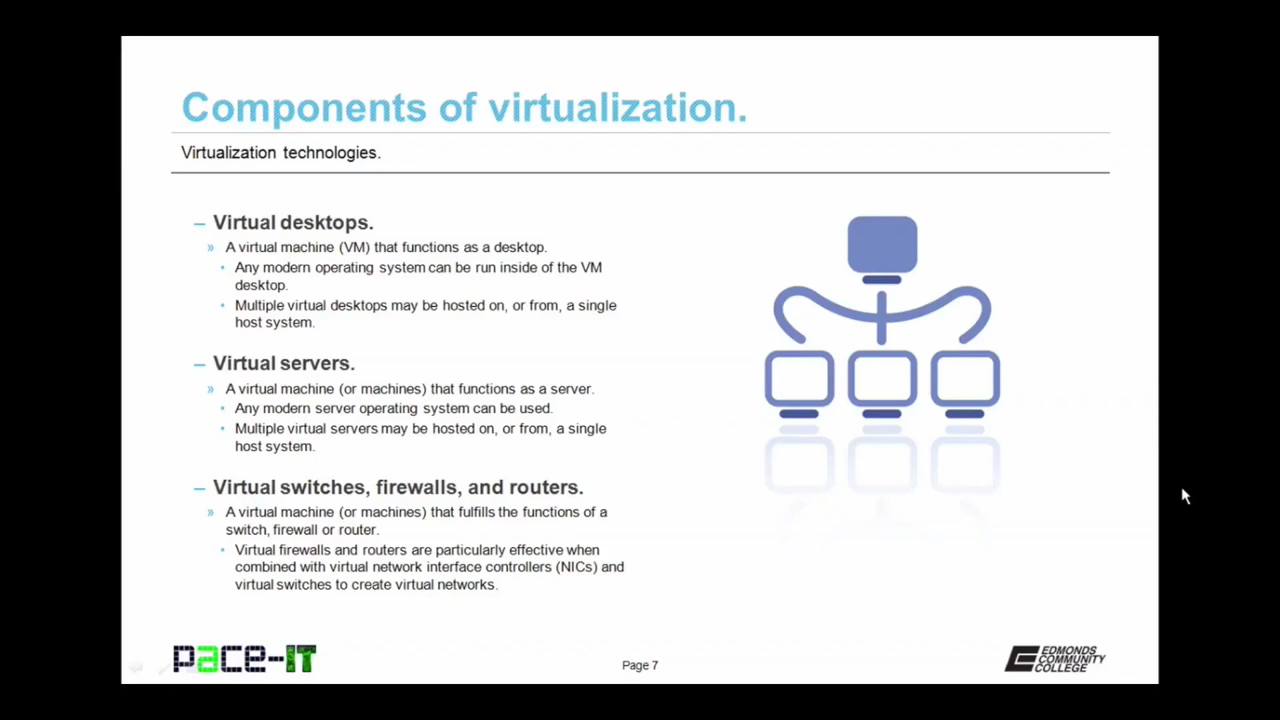 Components of virtualization.
Virtualization technologies.
– Virtual desktops.
» A virtual machine (VM) that functions as a desktop.
• Any modern operating system can be run inside of the VM
desktop.
• Multiple virtual desktops may be hosted on, or from, a single
host system.
– Virtual servers.
» A virtual machine (or machines) that functions as a server.
• Any modern server operating system can be used.
• Multiple virtual servers may be hosted on, or from, a single
host system.
– Virtual switches, firewalls, and routers.
» A virtual machine (or machines) that fulfills the functions of a
switch, firewall or router.
• Virtual firewalls and routers are particularly effective when
combined with virtual network interface controllers (NICs) and
virtual switches to create virtual networks.
pace-IT
Page 7
EDMONDS
COMMUNITY
COLLEGE